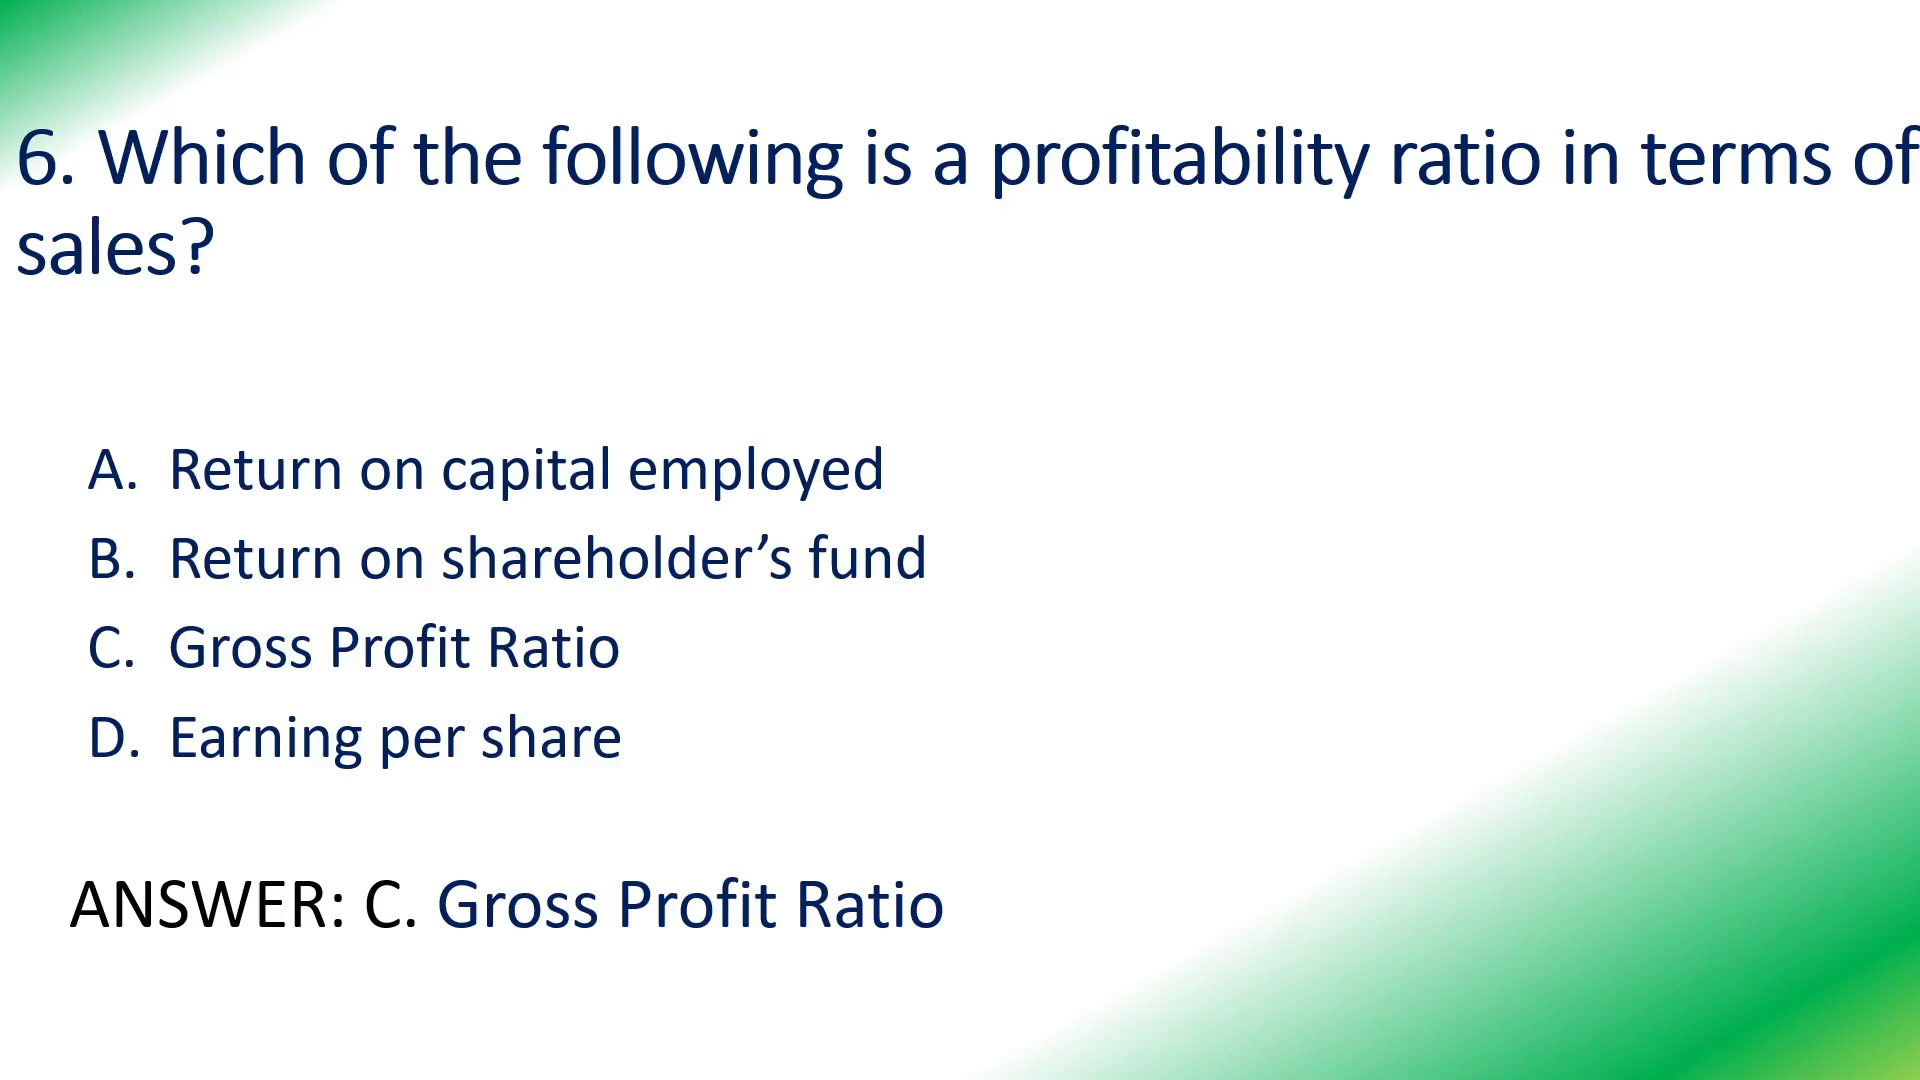 6. Which of the following is a profitability ratio in terms of
sales?
A. Return on capital employed
B. Return on shareholder’s fund
C. Gross Profit Ratio
D. Earning per share
ANSWER: C. Gross Profit Ratio